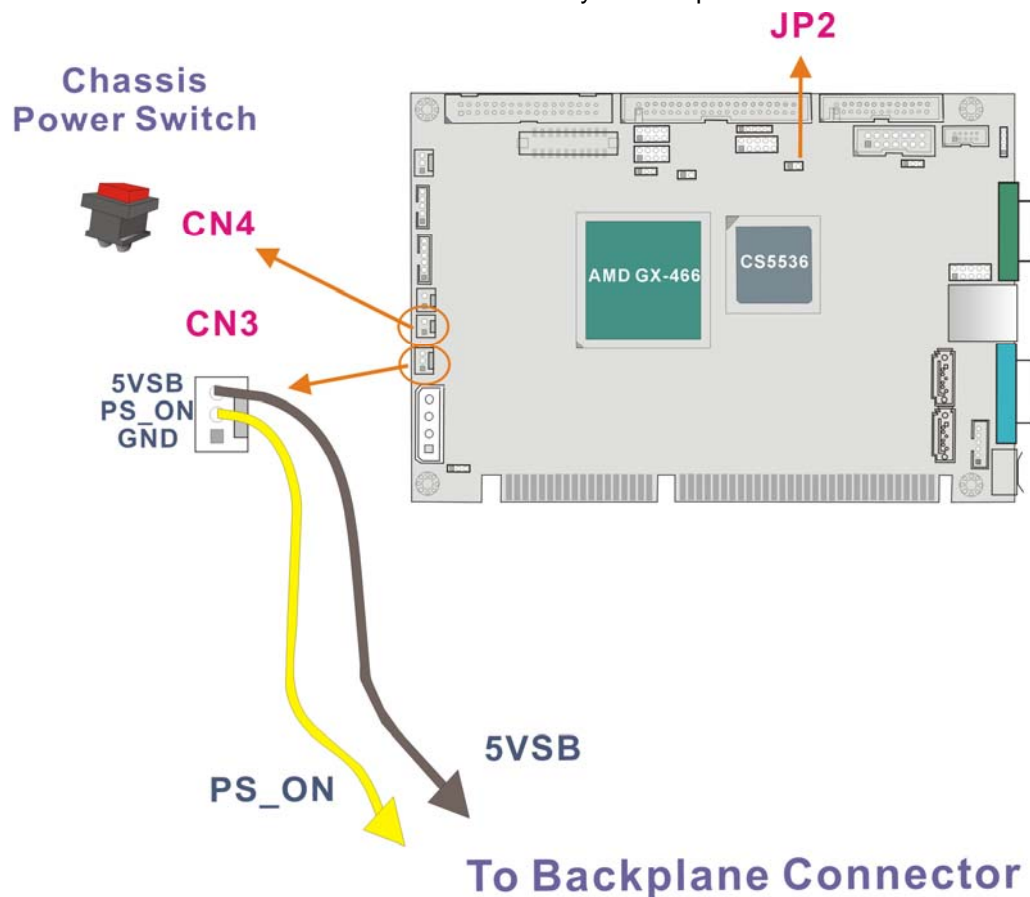 JP2
Chassis
Power Switch
CN4
CN3
AMD GX-466
CS5536
5VSB
PS_ON
GND
5VSB
PS_ON
To Backplane Connector